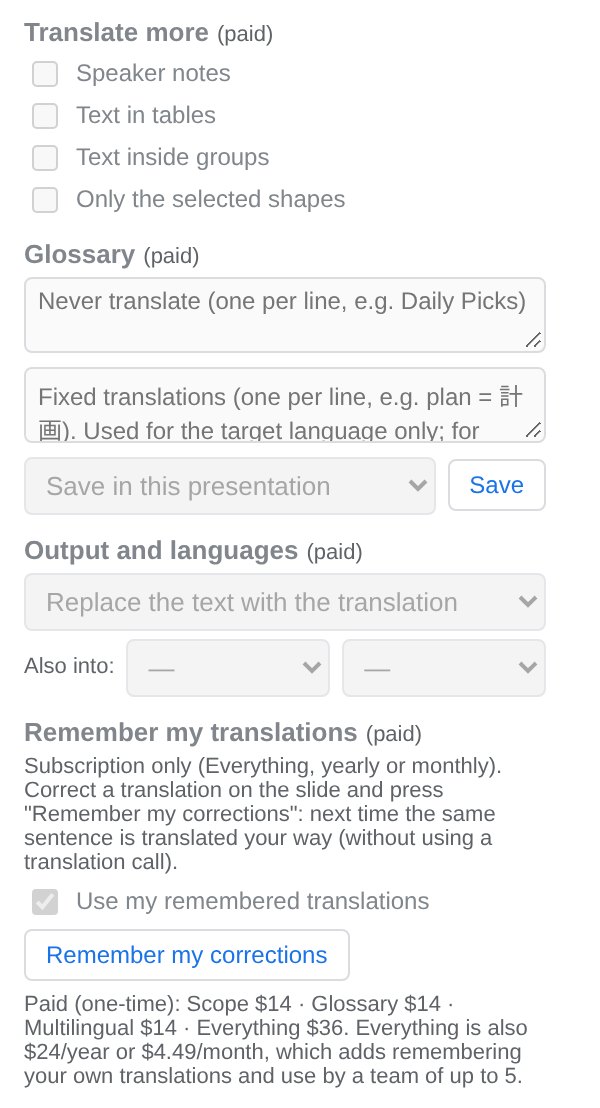 Translate more (paid)
Speaker notes
Text in tables
Text inside groups
Only the selected shapes
Glossary (paid)
Never translate (one per line, e.g. Daily Picks)
Fixed translations (one per line, e.g. plan = 計
画). Used for the target language only; for
Save in this presentation
Save
Output and languages (paid)
Replace the text with the translation
Also into: — —
Remember my translations (paid)
Subscription only (Everything, yearly or monthly).
Correct a translation on the slide and press
"Remember my corrections": next time the same
sentence is translated your way (without using a
translation call).
Use my remembered translations
Remember my corrections
Paid (one-time): Scope $14 · Glossary $14 ·
Multilingual $14 · Everything $36. Everything is also
$24/year or $4.49/month, which adds remembering
your own translations and use by a team of up to 5.